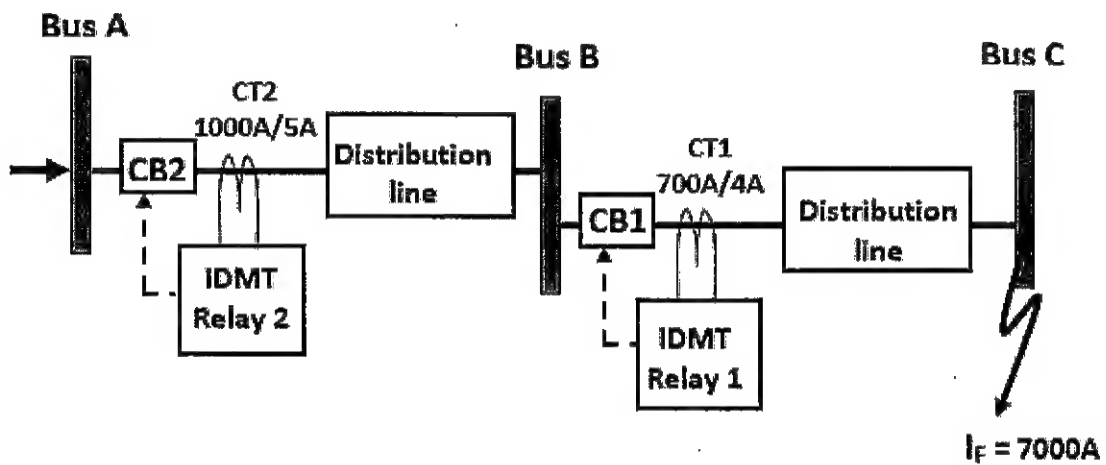 Bus A
Bus B
Bus C
CT2
1000A/5A
CB2
Distribution
line
CT1
700A/4A
CB1
Distribution
line
IDMT
Relay 2
IDMT
Relay 1
IF = 7000A